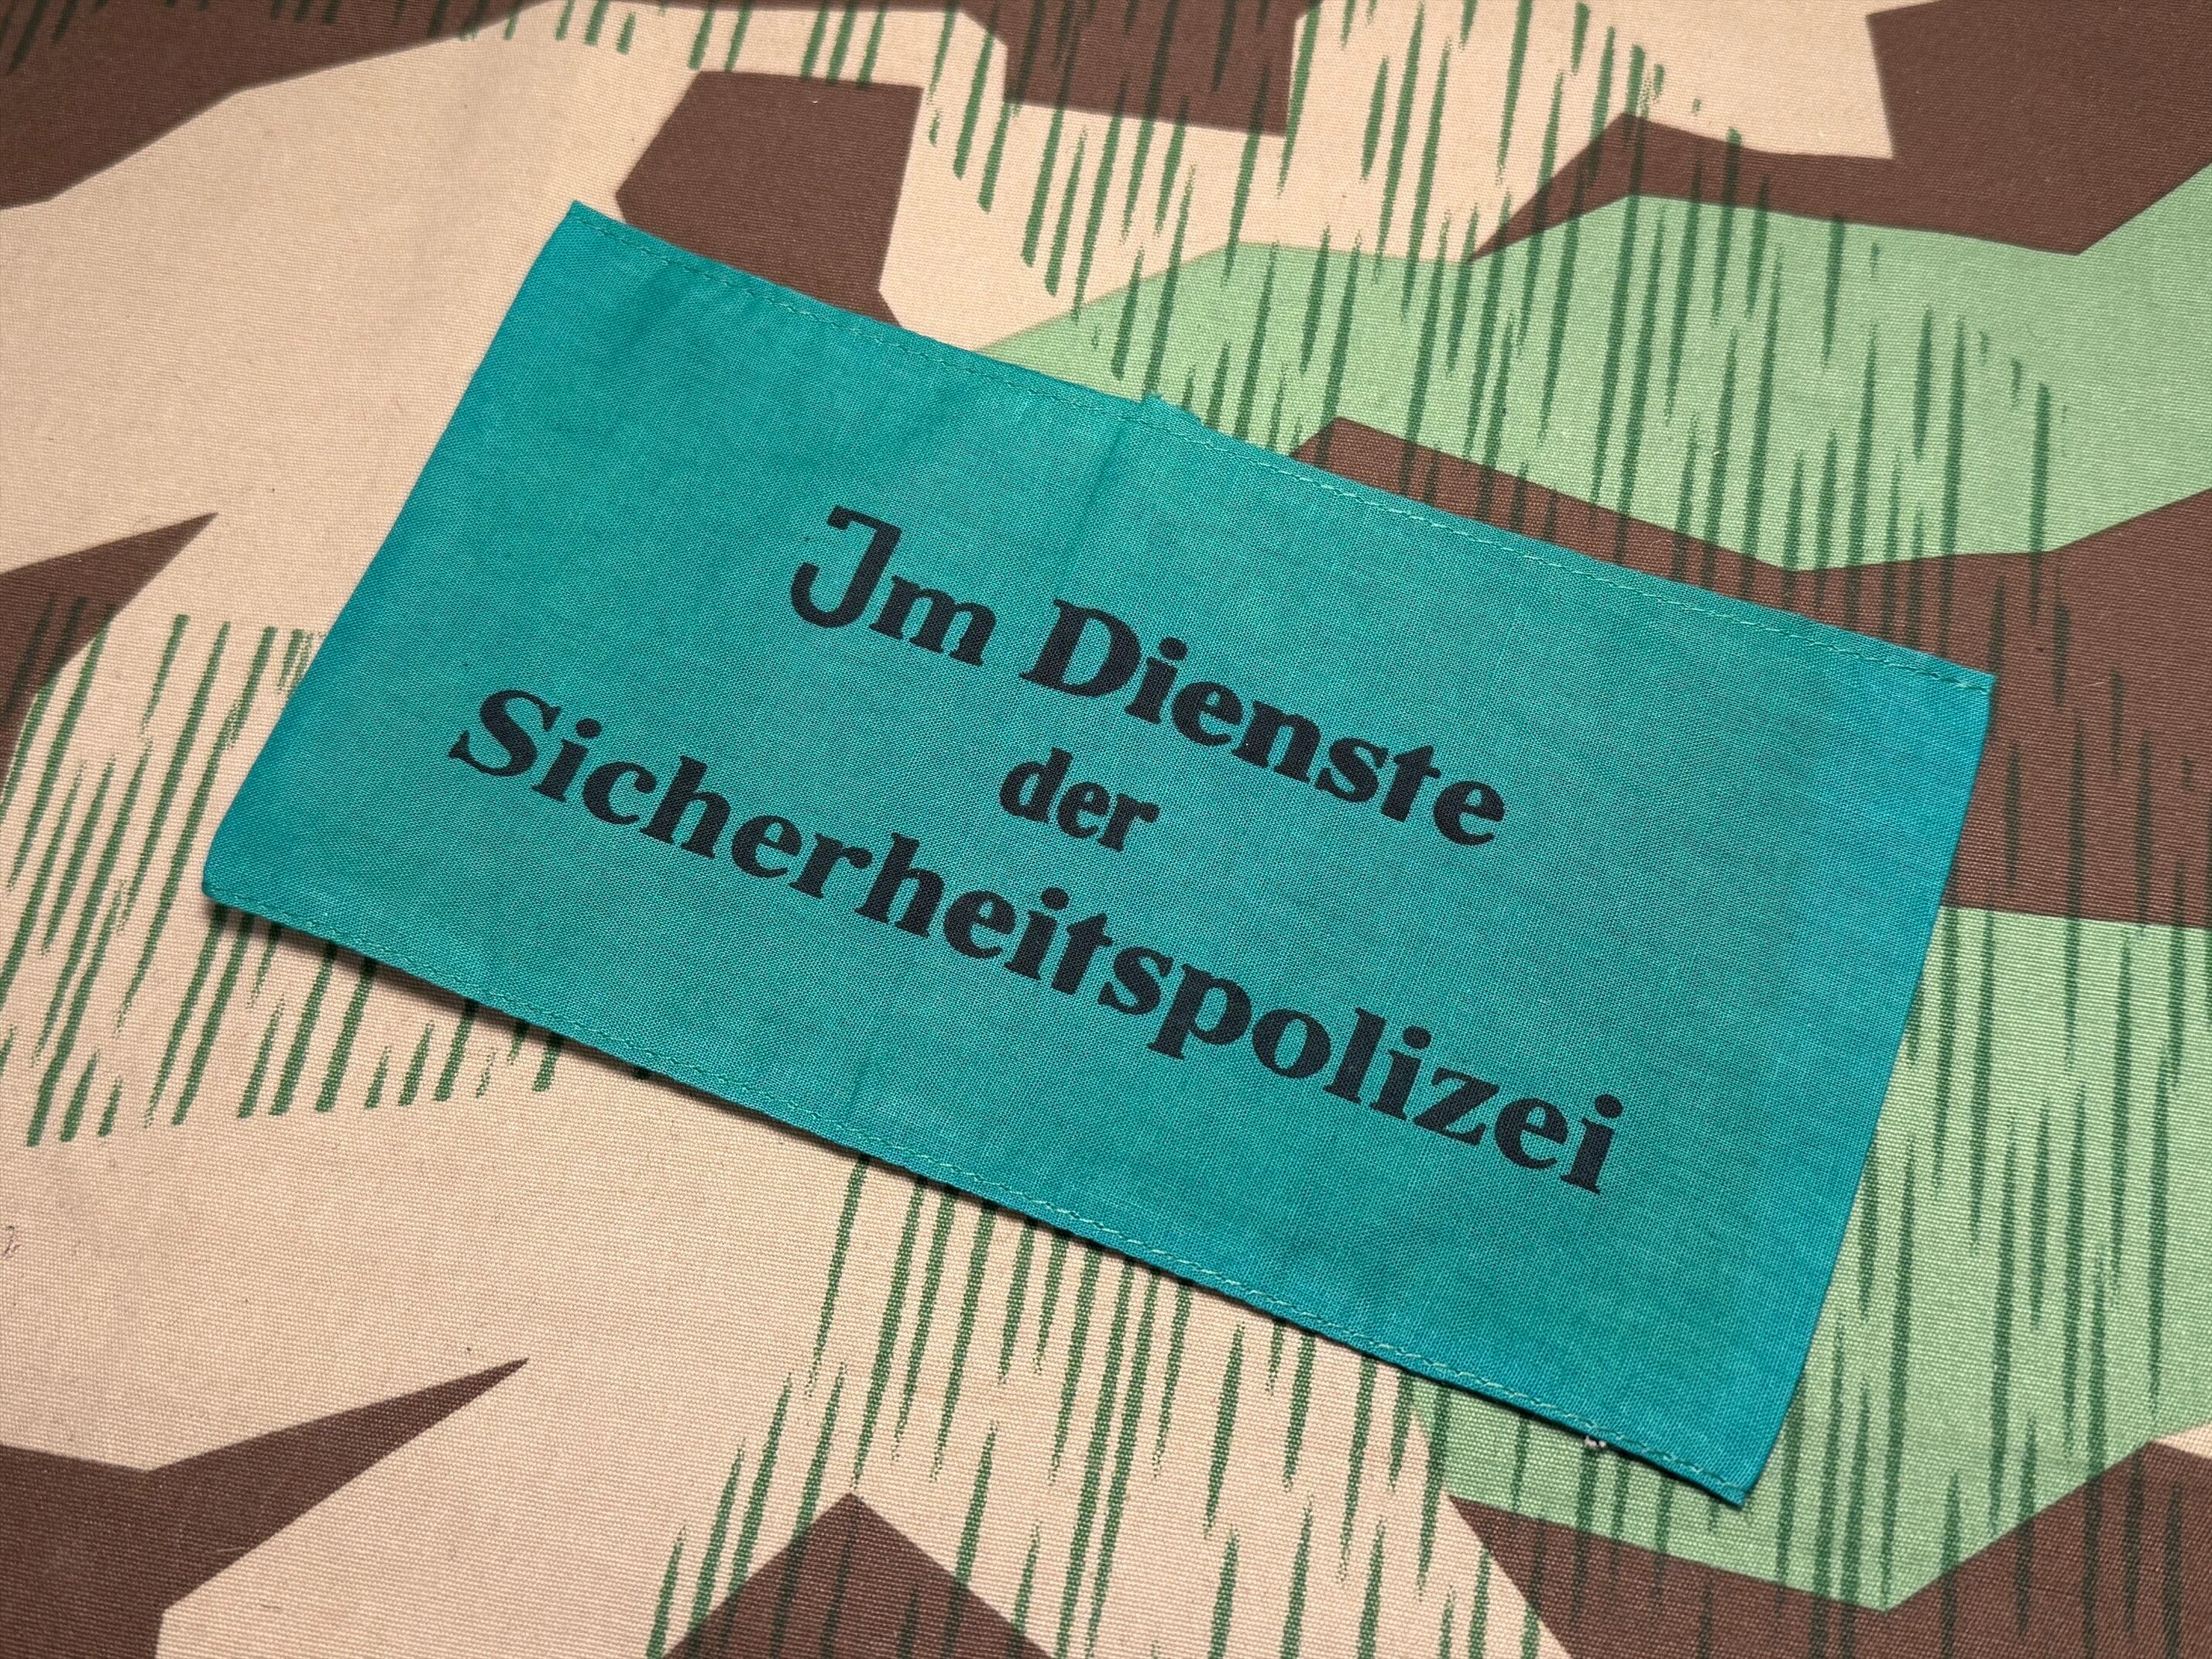 Jm Dienste
der
Sicherheitspolizei